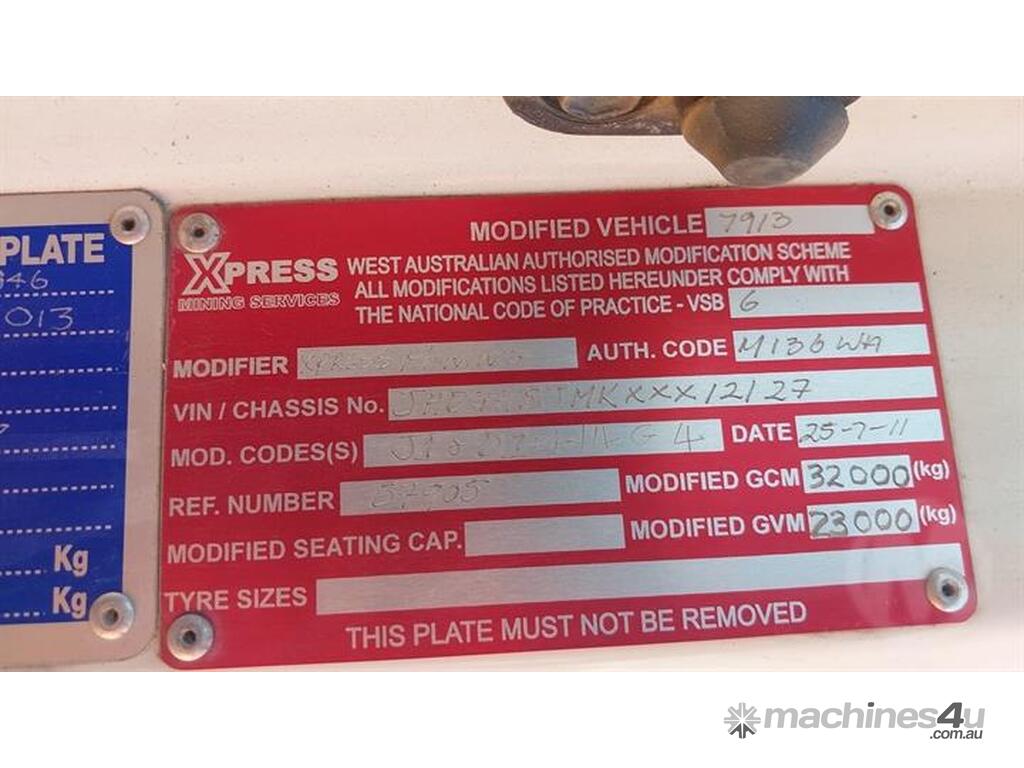 PLATE
46
013
Kg
Kg
MODIFIED VEHICLE 7913
XPRESS
MINING SERVICES
WEST AUSTRALIAN AUTHORISED MODIFICATION SCHEME
ALL MODIFICATIONS LISTED HEREUNDER COMPLY WITH
THE NATIONAL CODE OF PRACTICE - VSB 6
MODIFIER
AUTH. CODE M136WA
VIN / CHASSIS No.
MOD. CODES(S)
DATE 25-7-11
REF. NUMBER
MODIFIED GCM 32000 (kg)
MODIFIED SEATING CAP.
MODIFIED GVM 23000 (kg)
TYRE SIZES
THIS PLATE MUST NOT BE REMOVED
machines4u
.com.au